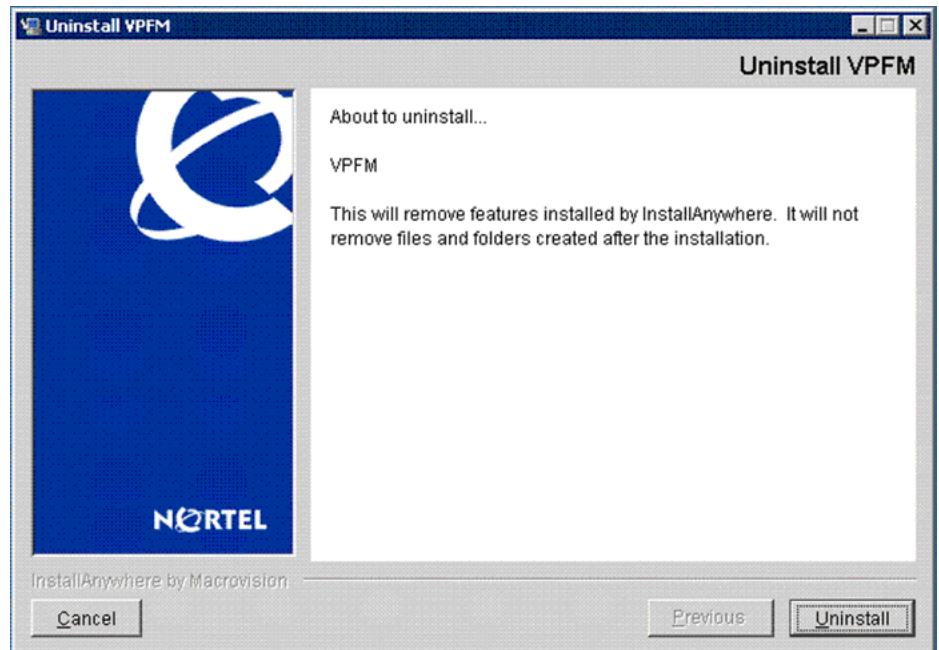 Uninstall VPFM
Uninstall VPFM
About to uninstall...
VPFM
This will remove features installed by InstallAnywhere. It will not
remove files and folders created after the installation.
NORTEL
InstallAnywhere by Macrovision
Cancel
Previous
Uninstall